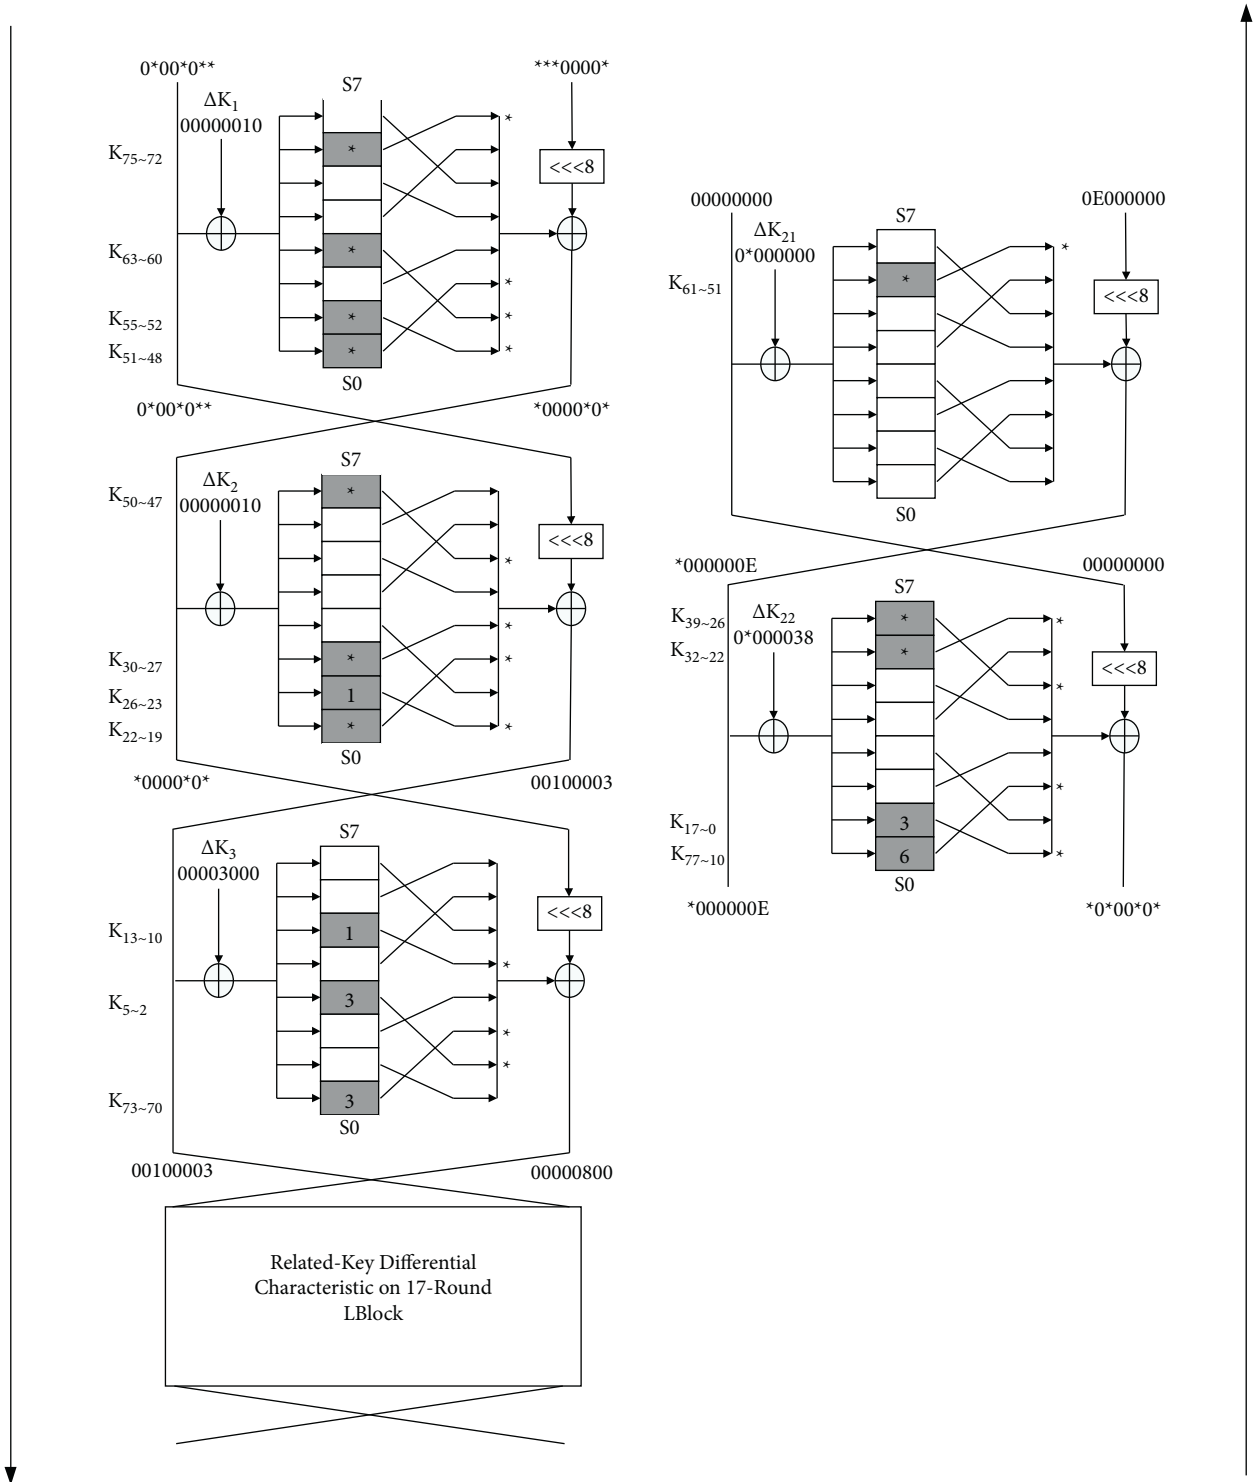 0*00*0** ***0000*
S7
ΔK1
00000010
*
K75~72 * <<<8
K63~60 *
*
K55~52 * *
K51~48 * *
S0
0*00*0** *0000*0*
S7
ΔK2
00000010
K50~47 *
<<<8
*
*
K30~27 * *
K26~23 1
K22~19 * *
S0
*0000*0* 00100003
S7
ΔK3
00003000
<<<8
K13~10 1
*
K5~2 3
*
*
K73~70 3
S0
00100003 00000800
Related-Key Differential
Characteristic on 17-Round
LBlock
00000000 0E000000
S7
ΔK21
0*000000
*
K61~51 * <<<8
S0
*000000E 00000000
S7
ΔK22
0*000038
K39~26 * *
K32~22 * <<<8
*
*
K17~0 3
K77~10 6 *
S0
*000000E *0*00*0*